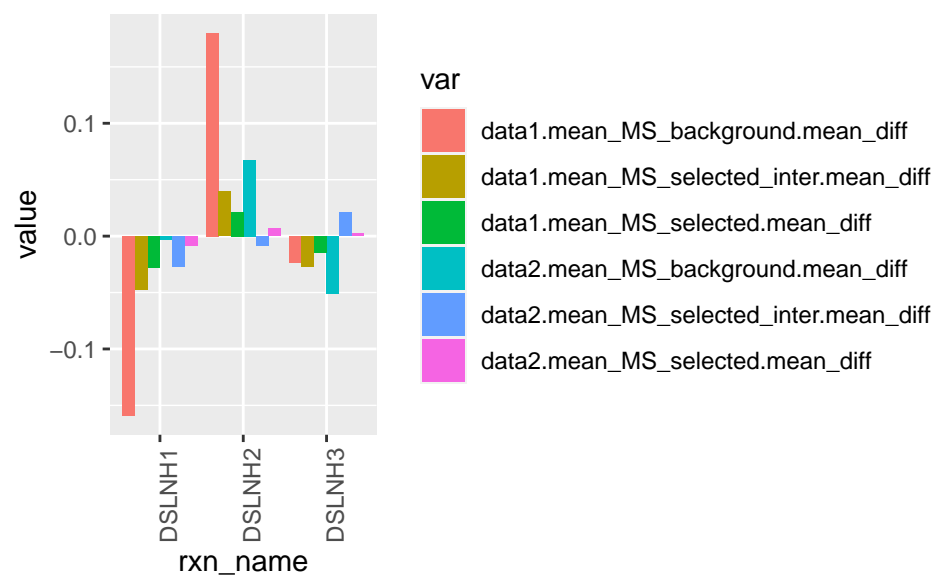 value
0.1
0.0
−0.1
DSLNH1
DSLNH2
DSLNH3
rxn_name
var
data1.mean_MS_background.mean_diff
data1.mean_MS_selected_inter.mean_diff
data1.mean_MS_selected.mean_diff
data2.mean_MS_background.mean_diff
data2.mean_MS_selected_inter.mean_diff
data2.mean_MS_selected.mean_diff